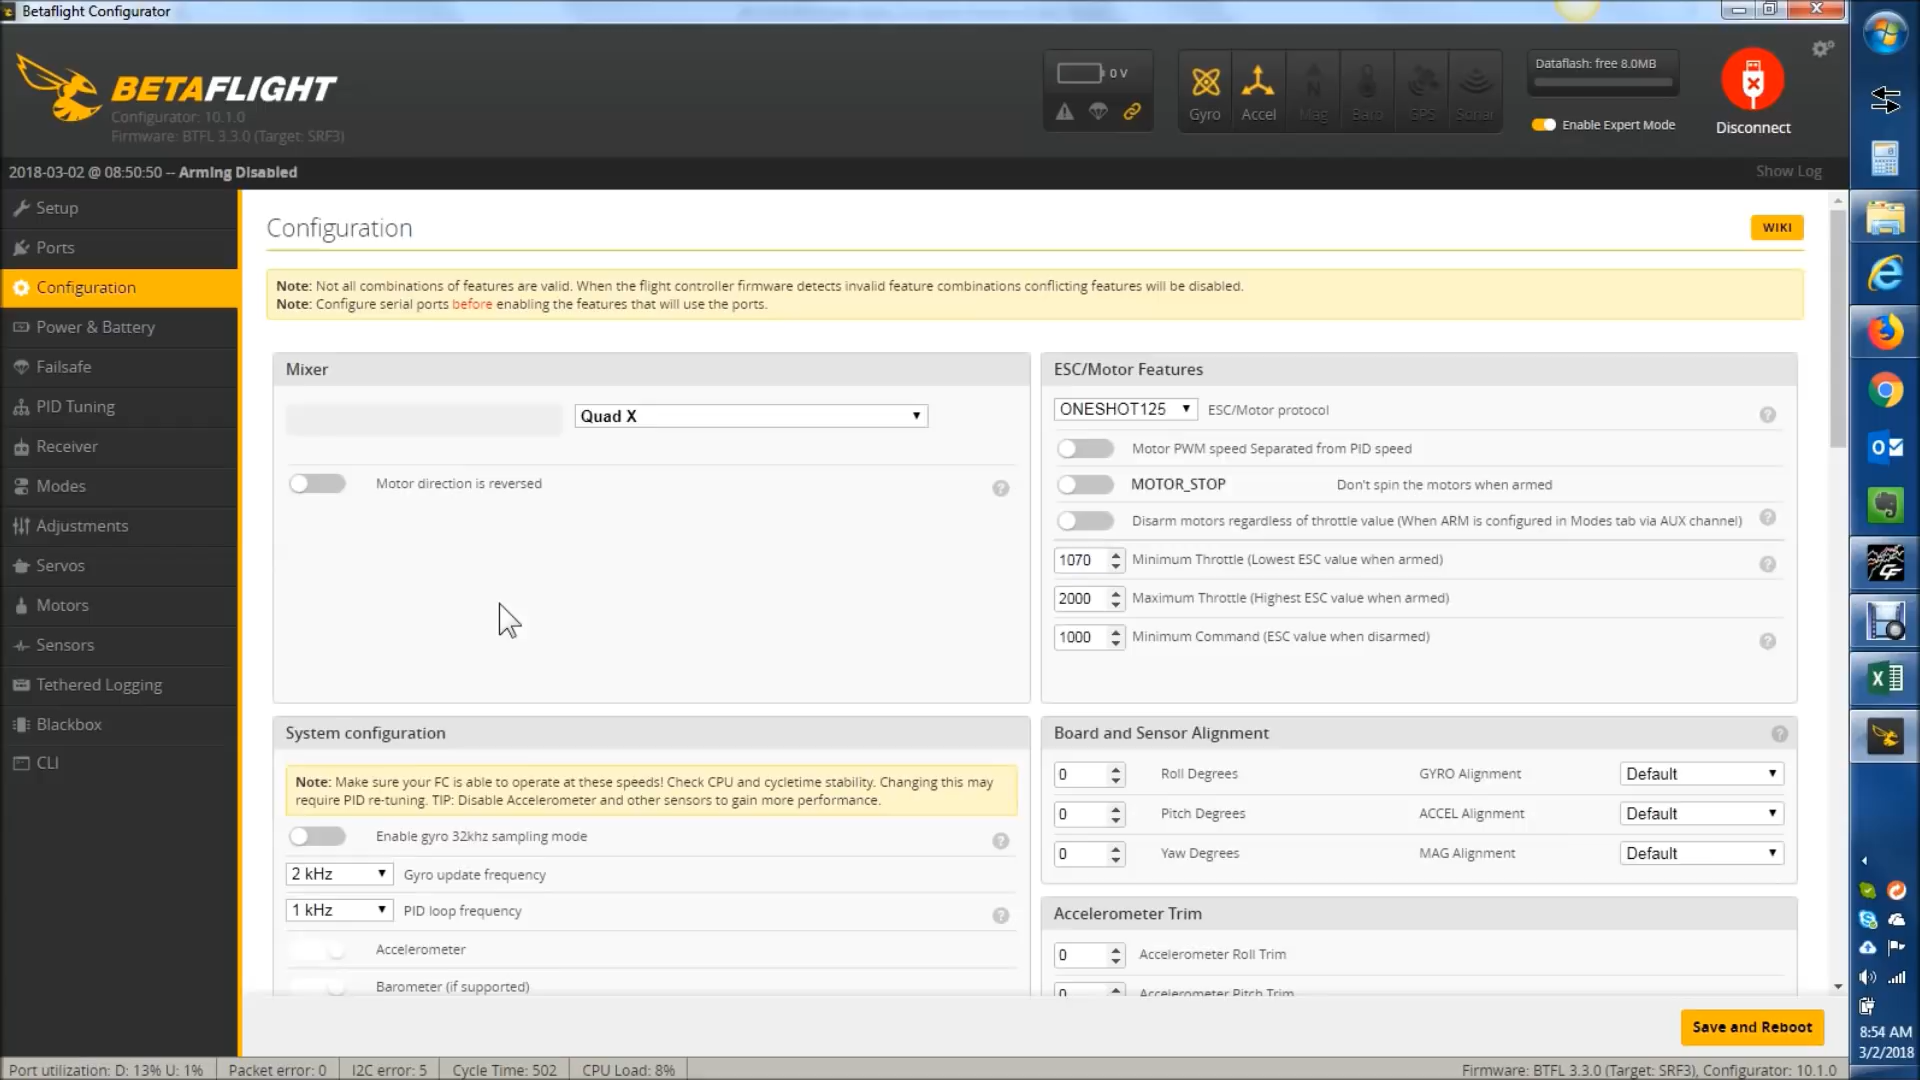 Betaflight Configurator
BETAFLIGHT
Configurator: 10.1.0
Firmware: BTFL 3.3.0 (Target: SRF3)
0 V
Gyro
Accel
Mag
Baro
GPS
Sonar
Dataflash: free 8.0MB
Enable Expert Mode
Disconnect
2018-03-02 @ 08:50:50 -- Arming Disabled
Show Log
Setup
Ports
Configuration
Power & Battery
Failsafe
PID Tuning
Receiver
Modes
Adjustments
Servos
Motors
Sensors
Tethered Logging
Blackbox
CLI
Configuration
WIKI
Note: Not all combinations of features are valid. When the flight controller firmware detects invalid feature combinations conflicting features will be disabled.
Note: Configure serial ports before enabling the features that will use the ports.
Mixer
Quad X
Motor direction is reversed
ESC/Motor Features
ONESHOT125 ESC/Motor protocol
Motor PWM speed Separated from PID speed
MOTOR_STOP Don't spin the motors when armed
Disarm motors regardless of throttle value (When ARM is configured in Modes tab via AUX channel)
1070 Minimum Throttle (Lowest ESC value when armed)
2000 Maximum Throttle (Highest ESC value when armed)
1000 Minimum Command (ESC value when disarmed)
System configuration
Note: Make sure your FC is able to operate at these speeds! Check CPU and cycletime stability. Changing this may
require PID re-tuning. TIP: Disable Accelerometer and other sensors to gain more performance.
Enable gyro 32khz sampling mode
2 kHz Gyro update frequency
1 kHz PID loop frequency
Accelerometer
Barometer (if supported)
Board and Sensor Alignment
0 Roll Degrees GYRO Alignment Default
0 Pitch Degrees ACCEL Alignment Default
0 Yaw Degrees MAG Alignment Default
Accelerometer Trim
0 Accelerometer Roll Trim
0 Accelerometer Pitch Trim
Save and Reboot
8:54 AM
3/2/2018
Port utilization: D: 13% U: 1% Packet error: 0 I2C error: 5 Cycle Time: 502 CPU Load: 8% Firmware: BTFL 3.3.0 (Target: SRF3), Configurator: 10.1.0